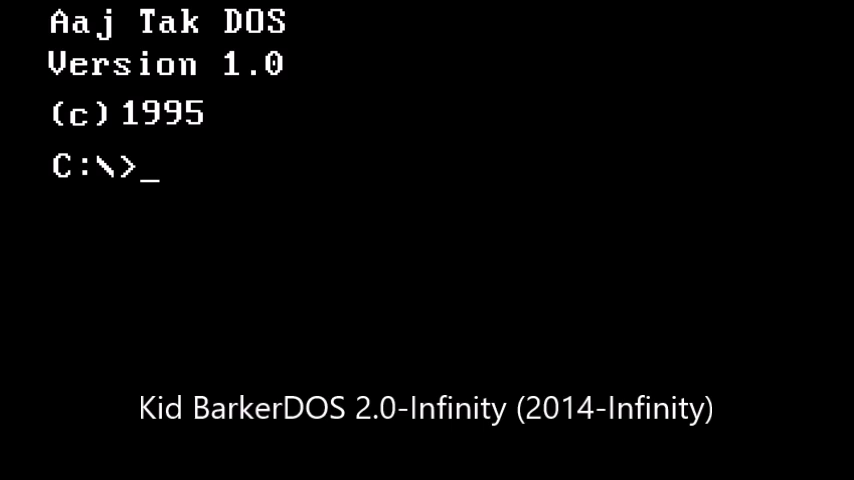 Aaj Tak DOS
Version 1.0
(c) 1995
C:\>_
Kid BarkerDOS 2.0-Infinity (2014-Infinity)